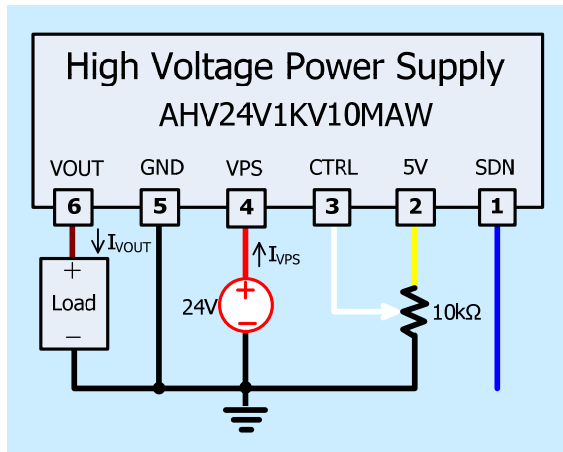 High Voltage Power Supply
AHV24V1KV10MAW
VOUT GND VPS CTRL 5V SDN
6 5 4 3 2 1
IVOUT IVPS
+ +
Load 24V 10kΩ
− −